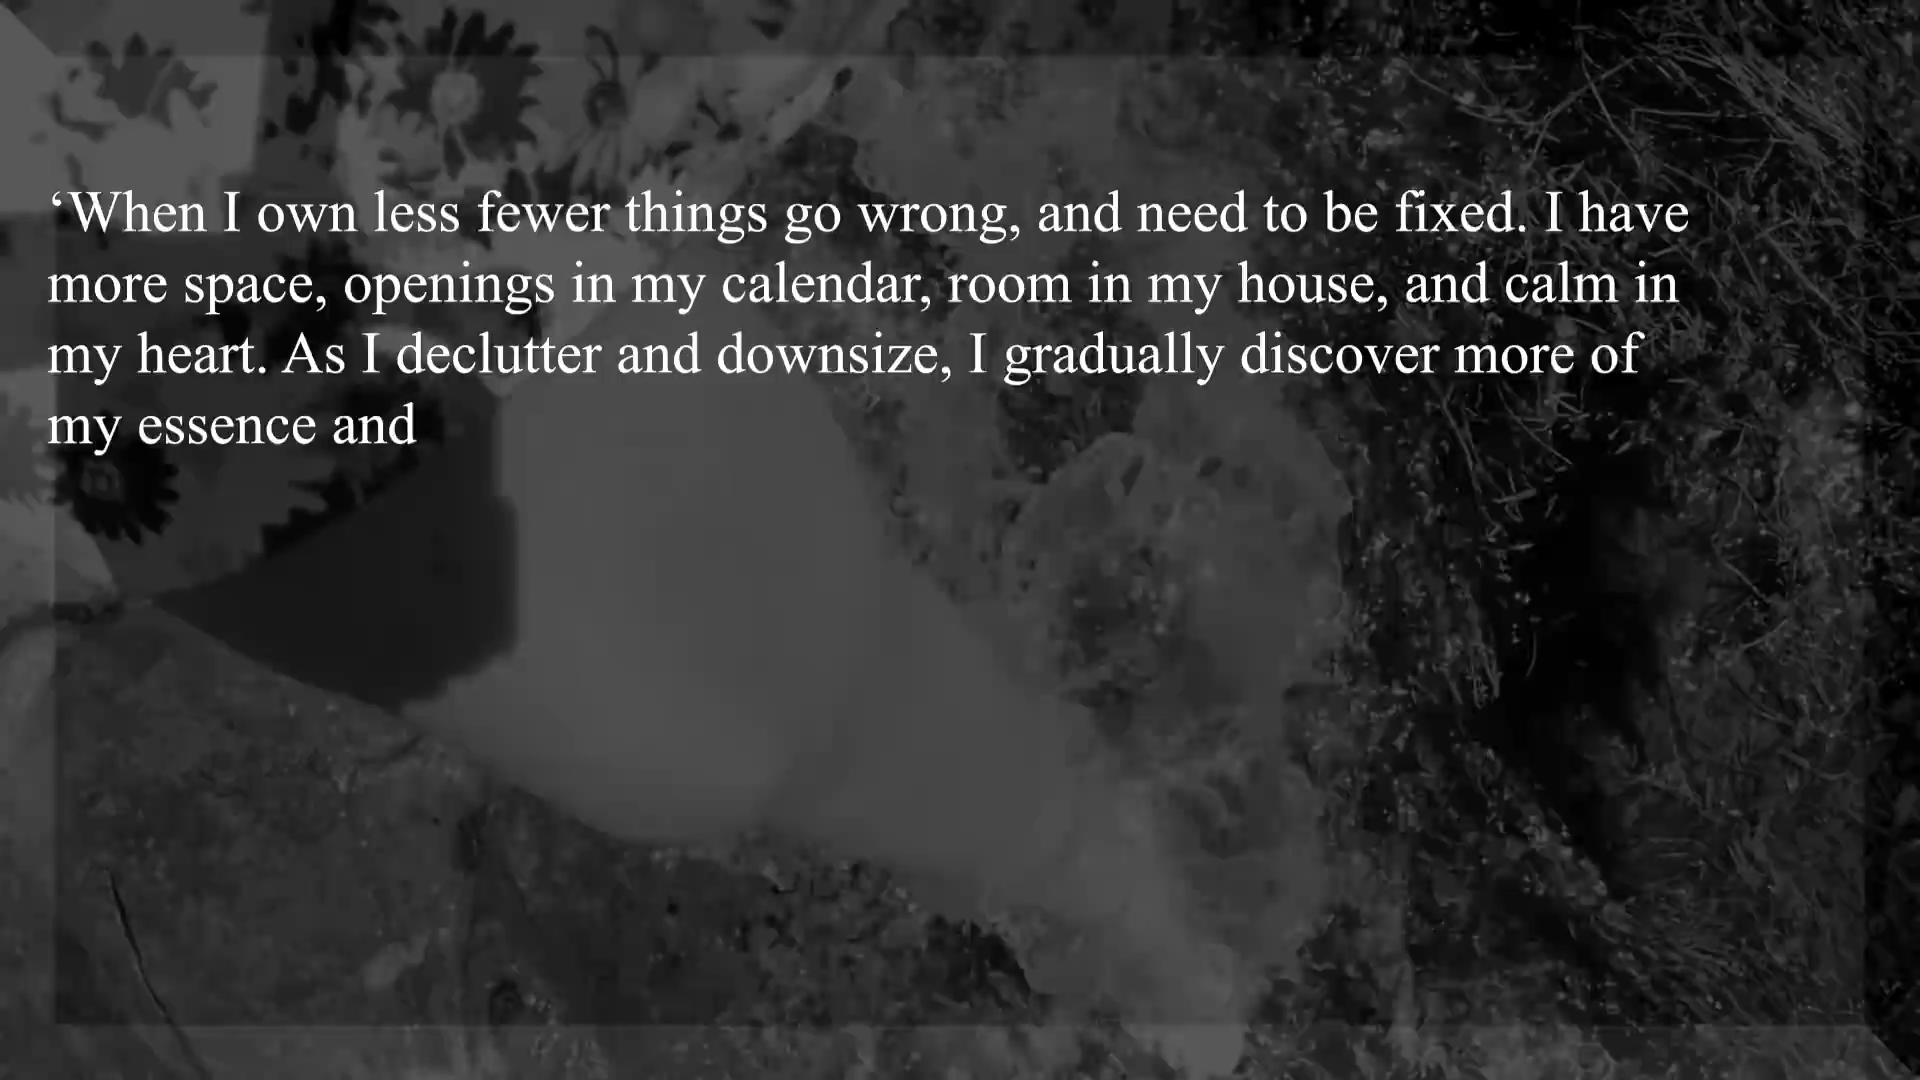 ‘When I own less fewer things go wrong, and need to be fixed. I have
more space, openings in my calendar, room in my house, and calm in
my heart. As I declutter and downsize, I gradually discover more of
my essence and